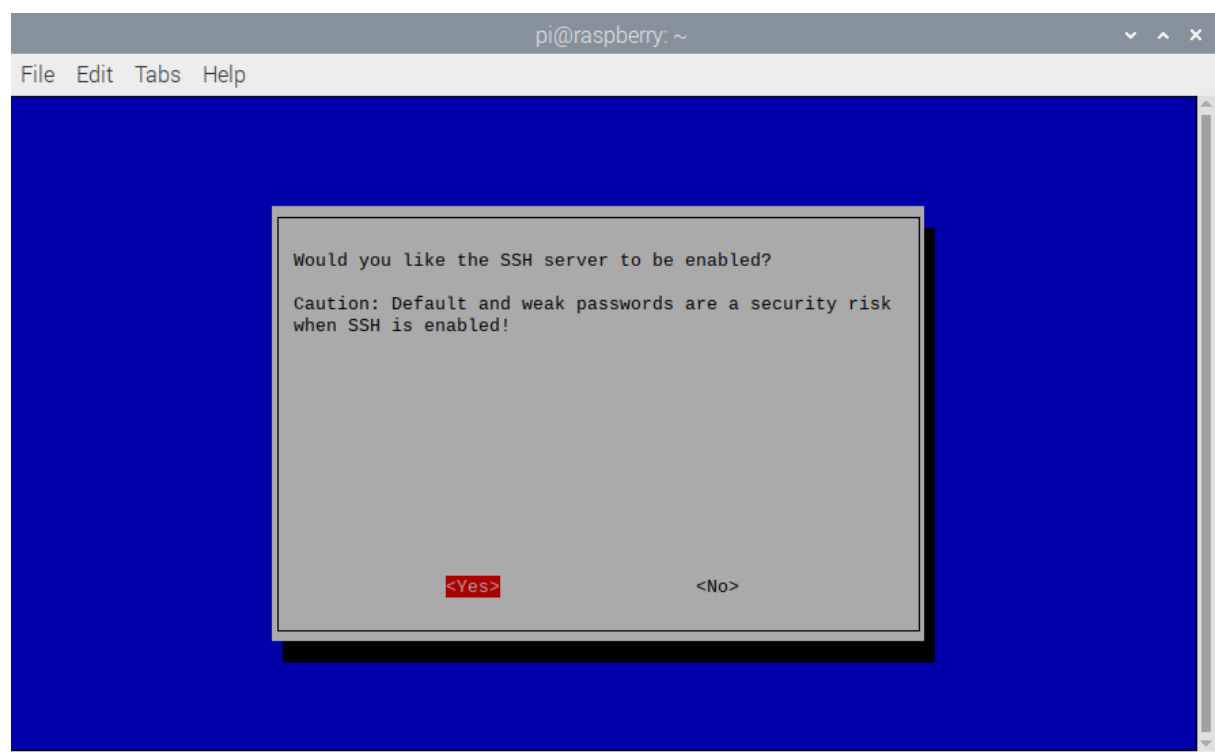 pi@raspberry: ~
File Edit Tabs Help
Would you like the SSH server to be enabled?
Caution: Default and weak passwords are a security risk
when SSH is enabled!
<Yes> <No>